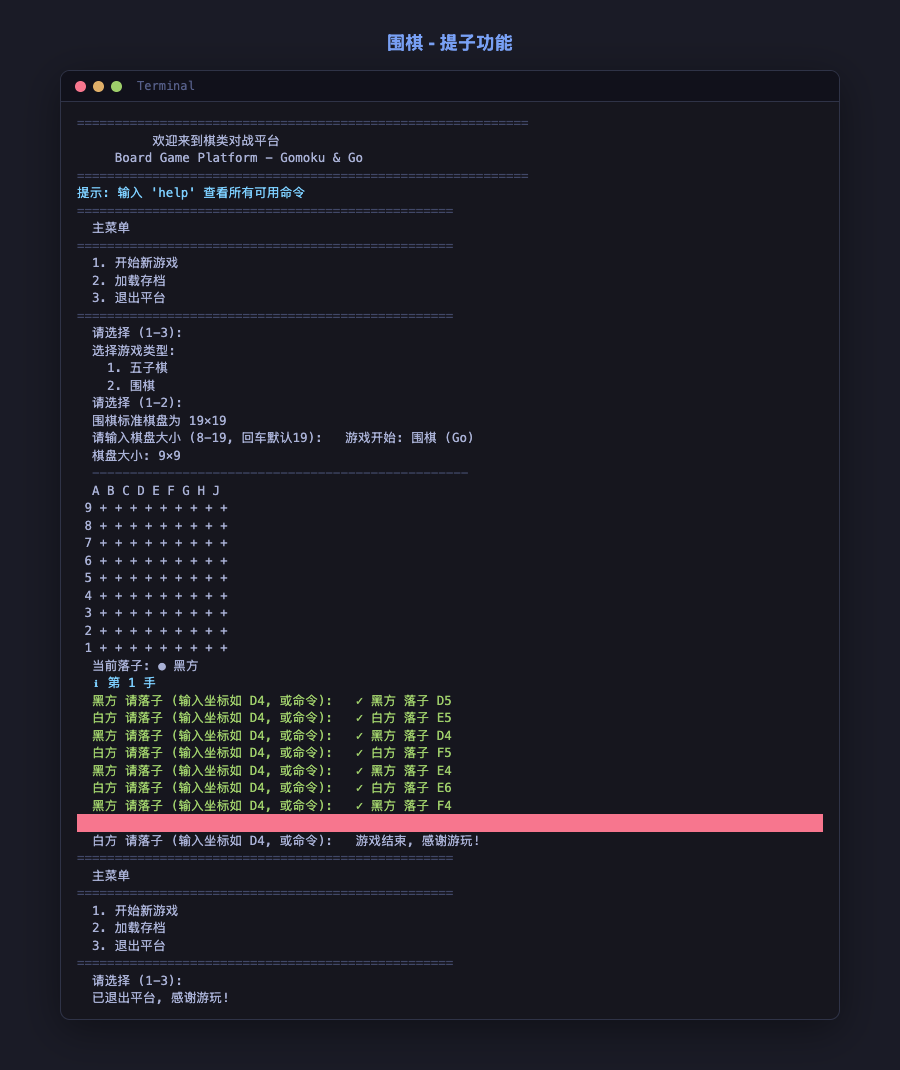 围棋 - 提子功能
Terminal
============================================================
欢迎来到棋类对战平台
Board Game Platform - Gomoku & Go
============================================================
提示: 输入 'help' 查看所有可用命令
==================================================
主菜单
==================================================
1. 开始新游戏
2. 加载存档
3. 退出平台
==================================================
请选择 (1-3):
选择游戏类型:
1. 五子棋
2. 围棋
请选择 (1-2):
围棋标准棋盘为 19×19
请输入棋盘大小 (8-19, 回车默认19):   游戏开始: 围棋 (Go)
棋盘大小: 9×9
──────────────────────────────────────────────────
A B C D E F G H J
9 + + + + + + + + +
8 + + + + + + + + +
7 + + + + + + + + +
6 + + + + + + + + +
5 + + + + + + + + +
4 + + + + + + + + +
3 + + + + + + + + +
2 + + + + + + + + +
1 + + + + + + + + +
当前落子: ● 黑方
ℹ 第 1 手
黑方 请落子 (输入坐标如 D4, 或命令):   ✓ 黑方 落子 D5
白方 请落子 (输入坐标如 D4, 或命令):   ✓ 白方 落子 E5
黑方 请落子 (输入坐标如 D4, 或命令):   ✓ 黑方 落子 D4
白方 请落子 (输入坐标如 D4, 或命令):   ✓ 白方 落子 F5
黑方 请落子 (输入坐标如 D4, 或命令):   ✓ 黑方 落子 E4
白方 请落子 (输入坐标如 D4, 或命令):   ✓ 白方 落子 E6
黑方 请落子 (输入坐标如 D4, 或命令):   ✓ 黑方 落子 F4
白方 请落子 (输入坐标如 D4, 或命令):   游戏结束, 感谢游玩!
==================================================
主菜单
==================================================
1. 开始新游戏
2. 加载存档
3. 退出平台
==================================================
请选择 (1-3):
已退出平台, 感谢游玩!